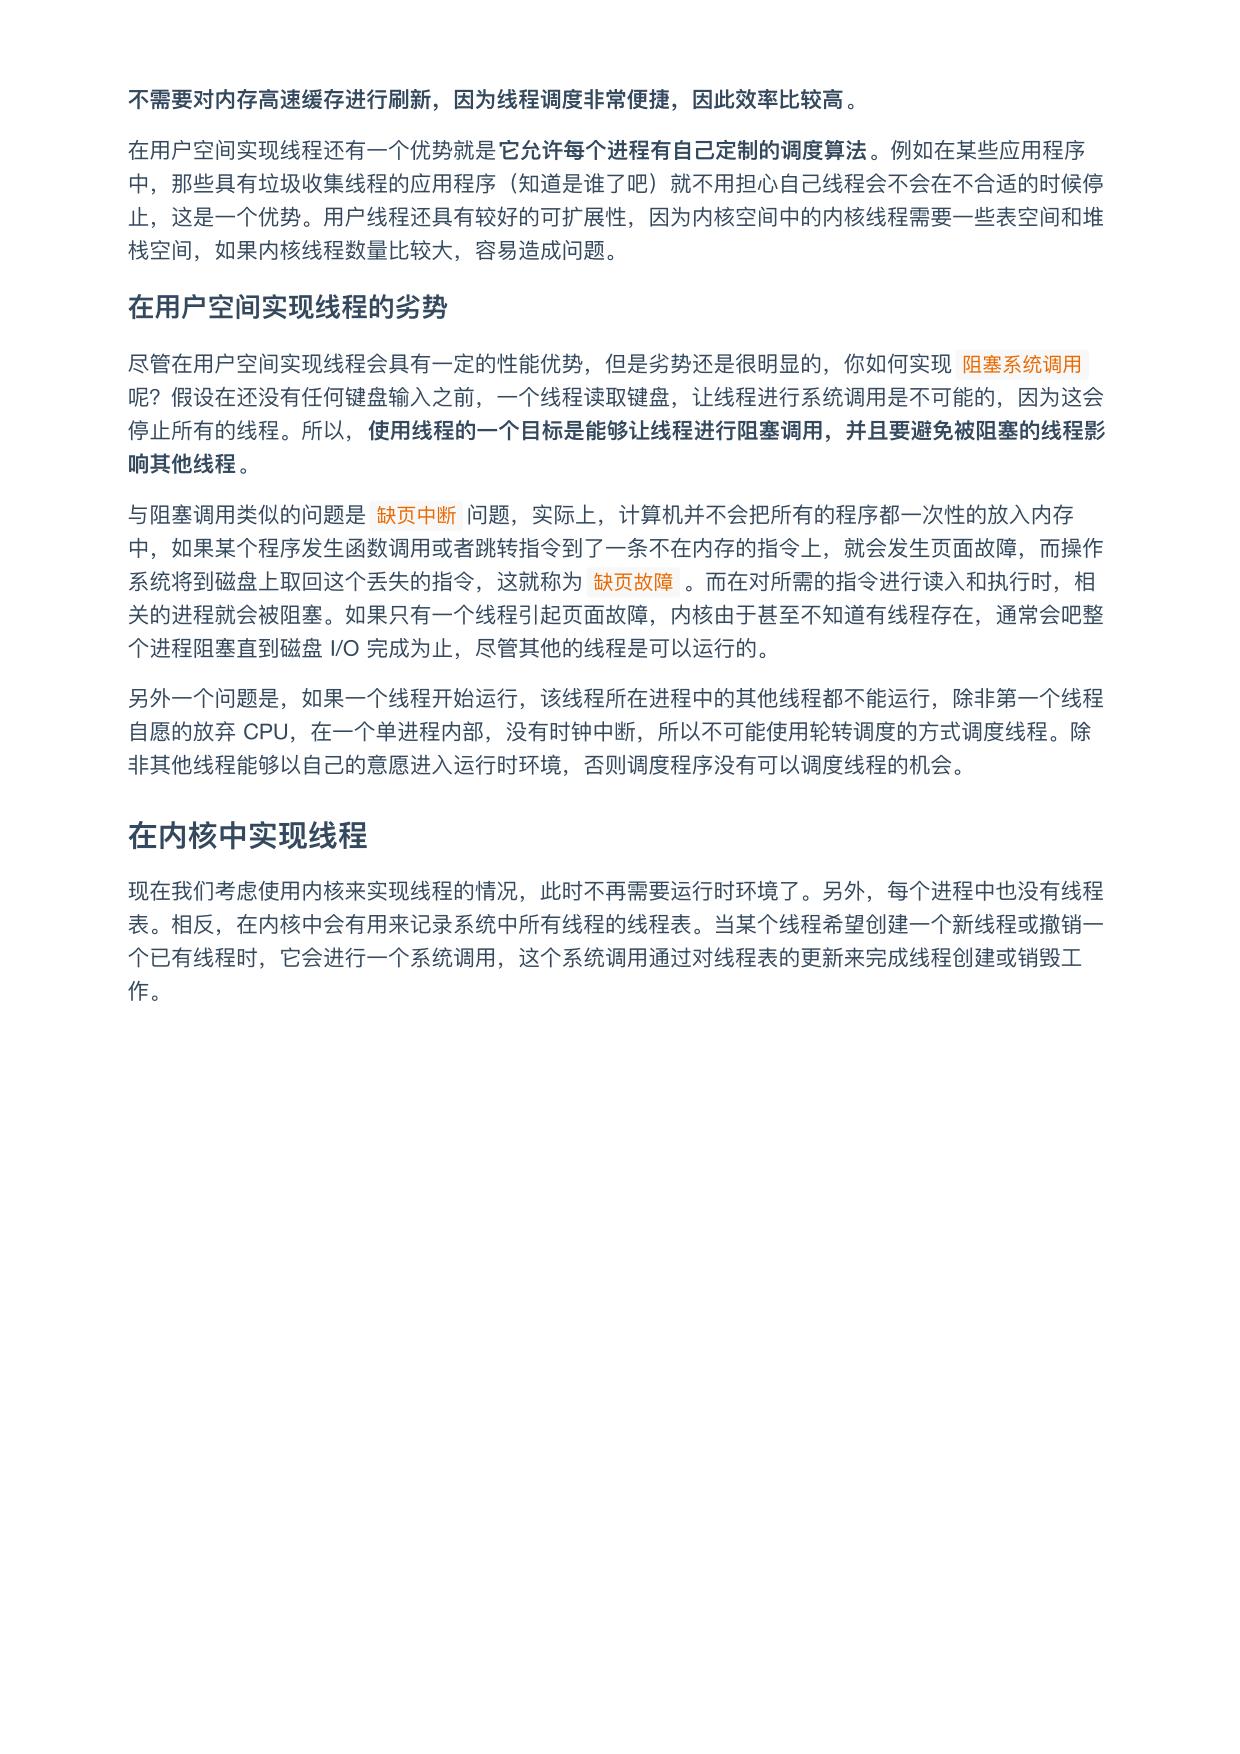 不需要对内存高速缓存进行刷新，因为线程调度非常便捷，因此效率比较高。
在用户空间实现线程还有一个优势就是它允许每个进程有自己定制的调度算法。例如在某些应用程序
中，那些具有垃圾收集线程的应用程序（知道是谁了吧）就不用担心自己线程会不会在不合适的时候停
止，这是一个优势。用户线程还具有较好的可扩展性，因为内核空间中的内核线程需要一些表空间和堆
栈空间，如果内核线程数量比较大，容易造成问题。
在用户空间实现线程的劣势
尽管在用户空间实现线程会具有一定的性能优势，但是劣势还是很明显的，你如何实现 阻塞系统调用
呢？假设在还没有任何键盘输入之前，一个线程读取键盘，让线程进行系统调用是不可能的，因为这会
停止所有的线程。所以，使用线程的一个目标是能够让线程进行阻塞调用，并且要避免被阻塞的线程影
响其他线程。
与阻塞调用类似的问题是 缺页中断 问题，实际上，计算机并不会把所有的程序都一次性的放入内存
中，如果某个程序发生函数调用或者跳转指令到了一条不在内存的指令上，就会发生页面故障，而操作
系统将到磁盘上取回这个丢失的指令，这就称为 缺页故障 。而在对所需的指令进行读入和执行时，相
关的进程就会被阻塞。如果只有一个线程引起页面故障，内核由于甚至不知道有线程存在，通常会吧整
个进程阻塞直到磁盘 I/O 完成为止，尽管其他的线程是可以运行的。
另外一个问题是，如果一个线程开始运行，该线程所在进程中的其他线程都不能运行，除非第一个线程
自愿的放弃 CPU，在一个单进程内部，没有时钟中断，所以不可能使用轮转调度的方式调度线程。除
非其他线程能够以自己的意愿进入运行时环境，否则调度程序没有可以调度线程的机会。
在内核中实现线程
现在我们考虑使用内核来实现线程的情况，此时不再需要运行时环境了。另外，每个进程中也没有线程
表。相反，在内核中会有用来记录系统中所有线程的线程表。当某个线程希望创建一个新线程或撤销一
个已有线程时，它会进行一个系统调用，这个系统调用通过对线程表的更新来完成线程创建或销毁工
作。